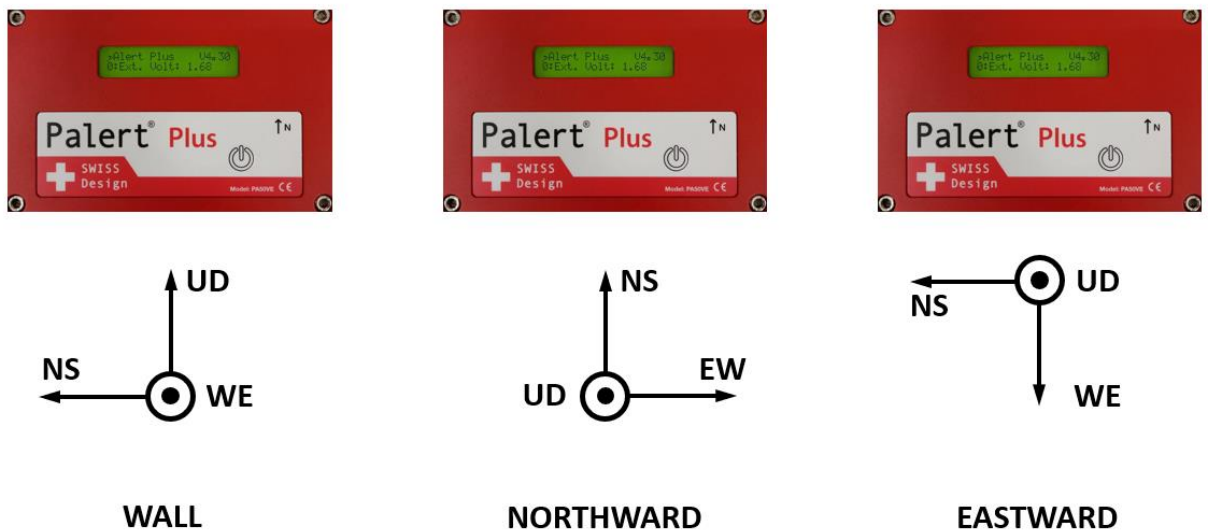 >Alert Plus V4.30
0:Ext. Volt: 1.68
Palert® Plus
↑N
SWISS
Design
Model: PA50VE CE
>Alert Plus V4.30
0:Ext. Volt: 1.68
Palert® Plus
↑N
SWISS
Design
Model: PA50VE CE
>Alert Plus V4.30
0:Ext. Volt: 1.68
Palert® Plus
↑N
SWISS
Design
Model: PA50VE CE
UD
NS
WE
WALL
NS
EW
UD
NORTHWARD
UD
NS
WE
EASTWARD